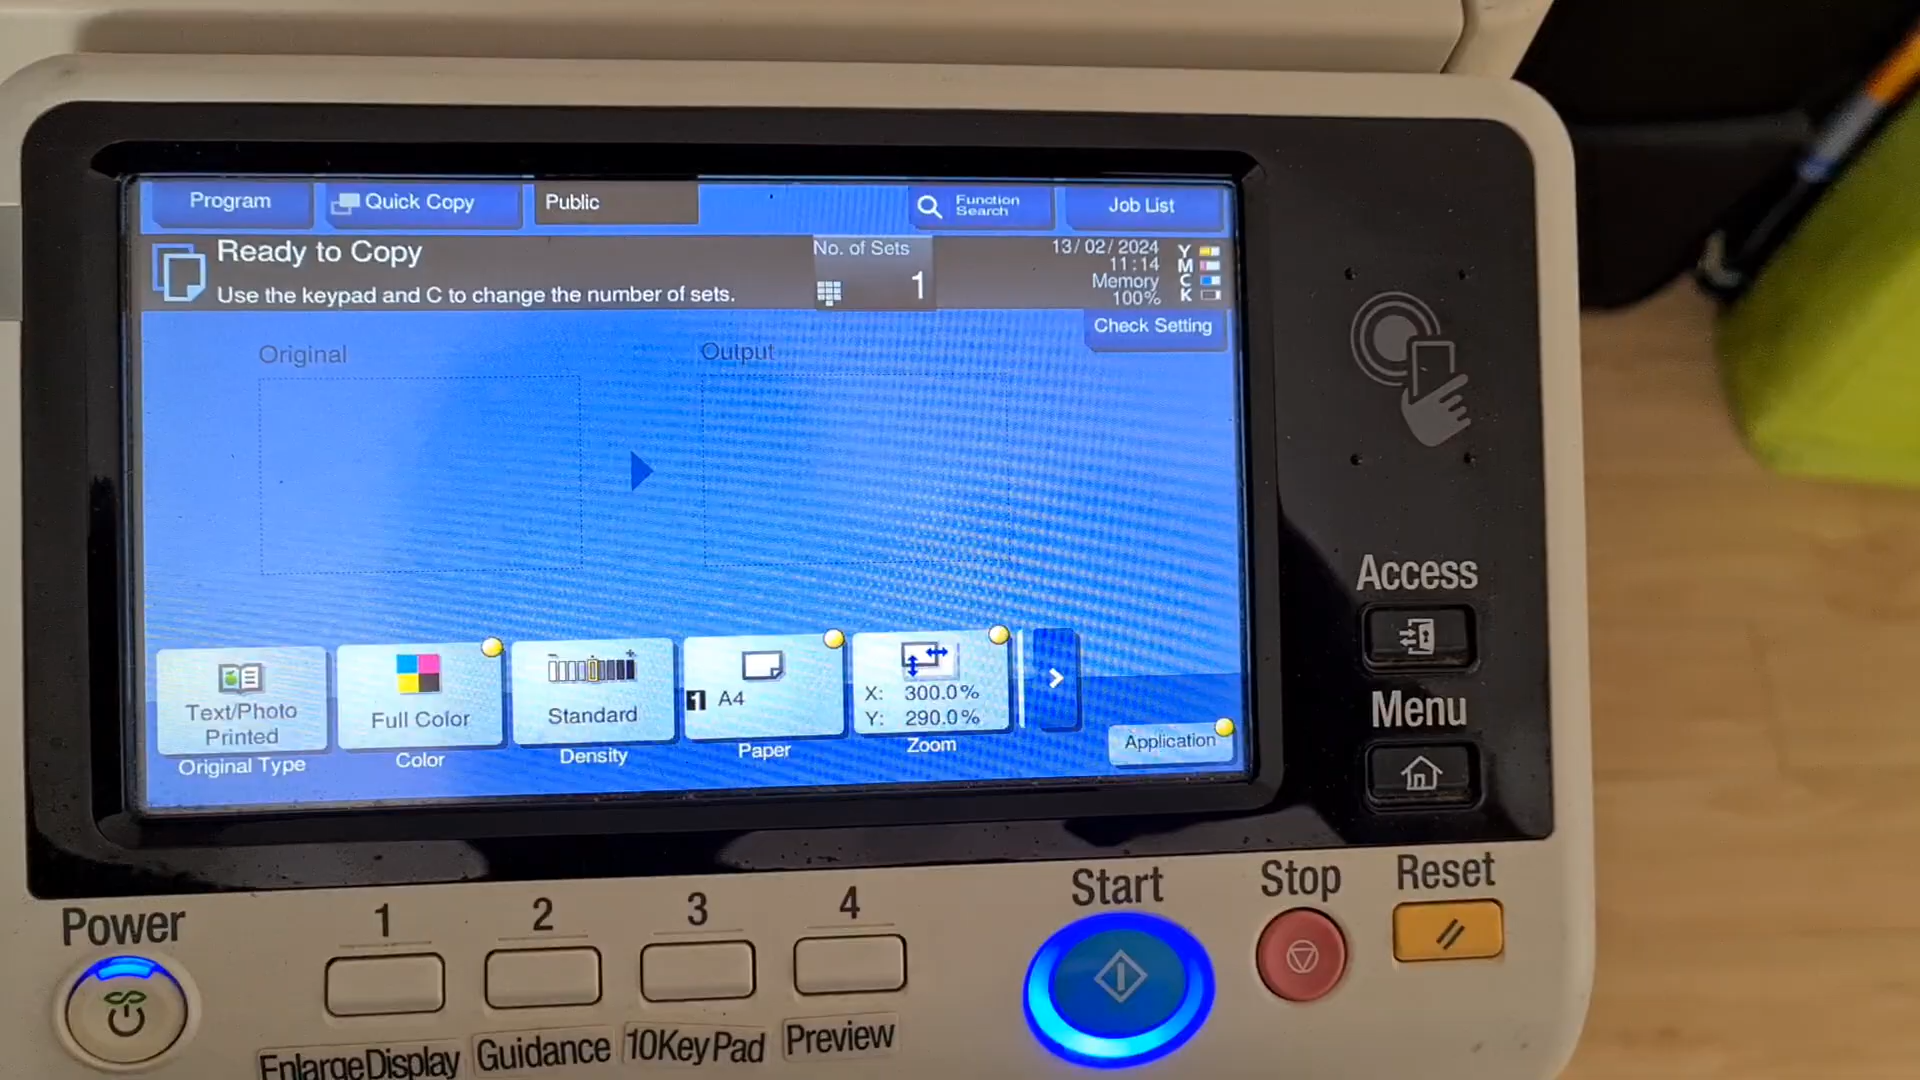 Program
Quick Copy
Public
Function
Search
Job List
Ready to Copy
Use the keypad and C to change the number of sets.
No. of Sets
1
13/02/2024
11:14
Memory
100%
Y
M
C
K
Check Setting
Original
Output
Text/Photo
Printed
Original Type
Full Color
Color
Standard
Density
1 A4
Paper
X: 300.0%
Y: 290.0%
Zoom
Application
Access
Menu
Power
1
2
3
4
Start
Stop
Reset
EnlargeDisplay
Guidance
10KeyPad
Preview